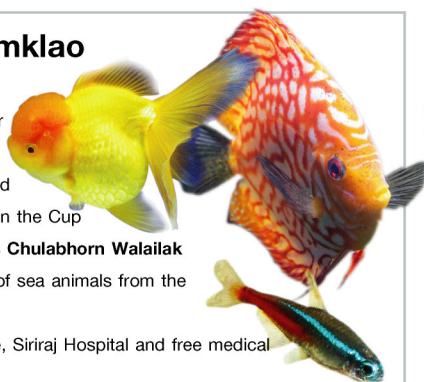 mklao
r
d
n the Cup
Chulabhorn Walailak
of sea animals from the
e, Siriraj Hospital and free medical